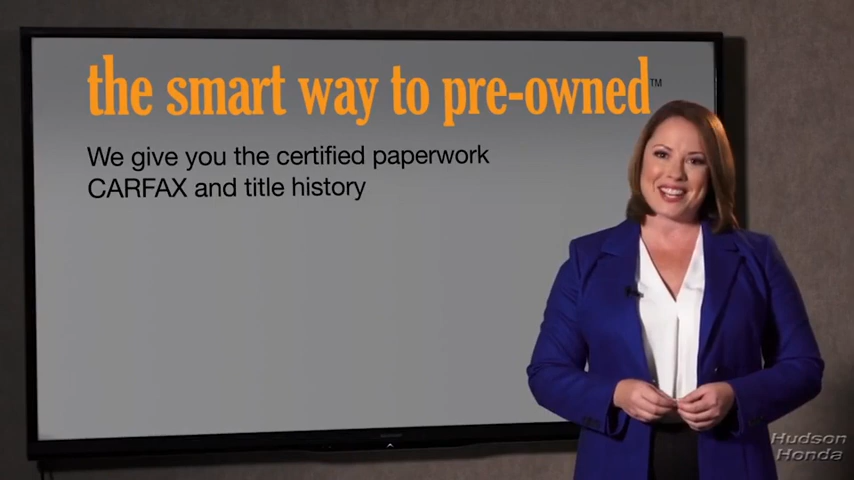 the smart way to pre-owned™
We give you the certified paperwork
CARFAX and title history
Hudson
Honda